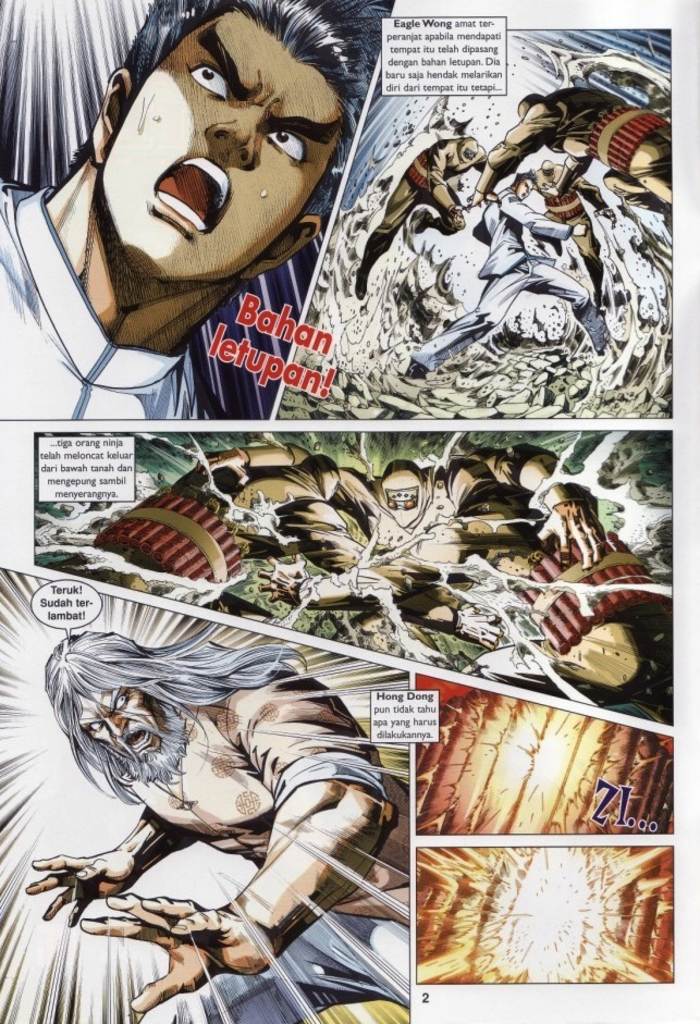 Eagle Wong amat ter-
peranjat apabila mendapati
tempat itu telah dipasang
dengan bahan letupan. Dia
baru saja hendak melarikan
diri dari tempat itu tetapi...
Bahan
letupan!
...tiga orang ninja
telah meloncat keluar
dari bawah tanah dan
mengepung sambil
menyerangnya.
Teruk!
Sudah ter-
lambat!
Hong Dong
pun tidak tahu
apa yang harus
dilakukannya.
ZI...
2